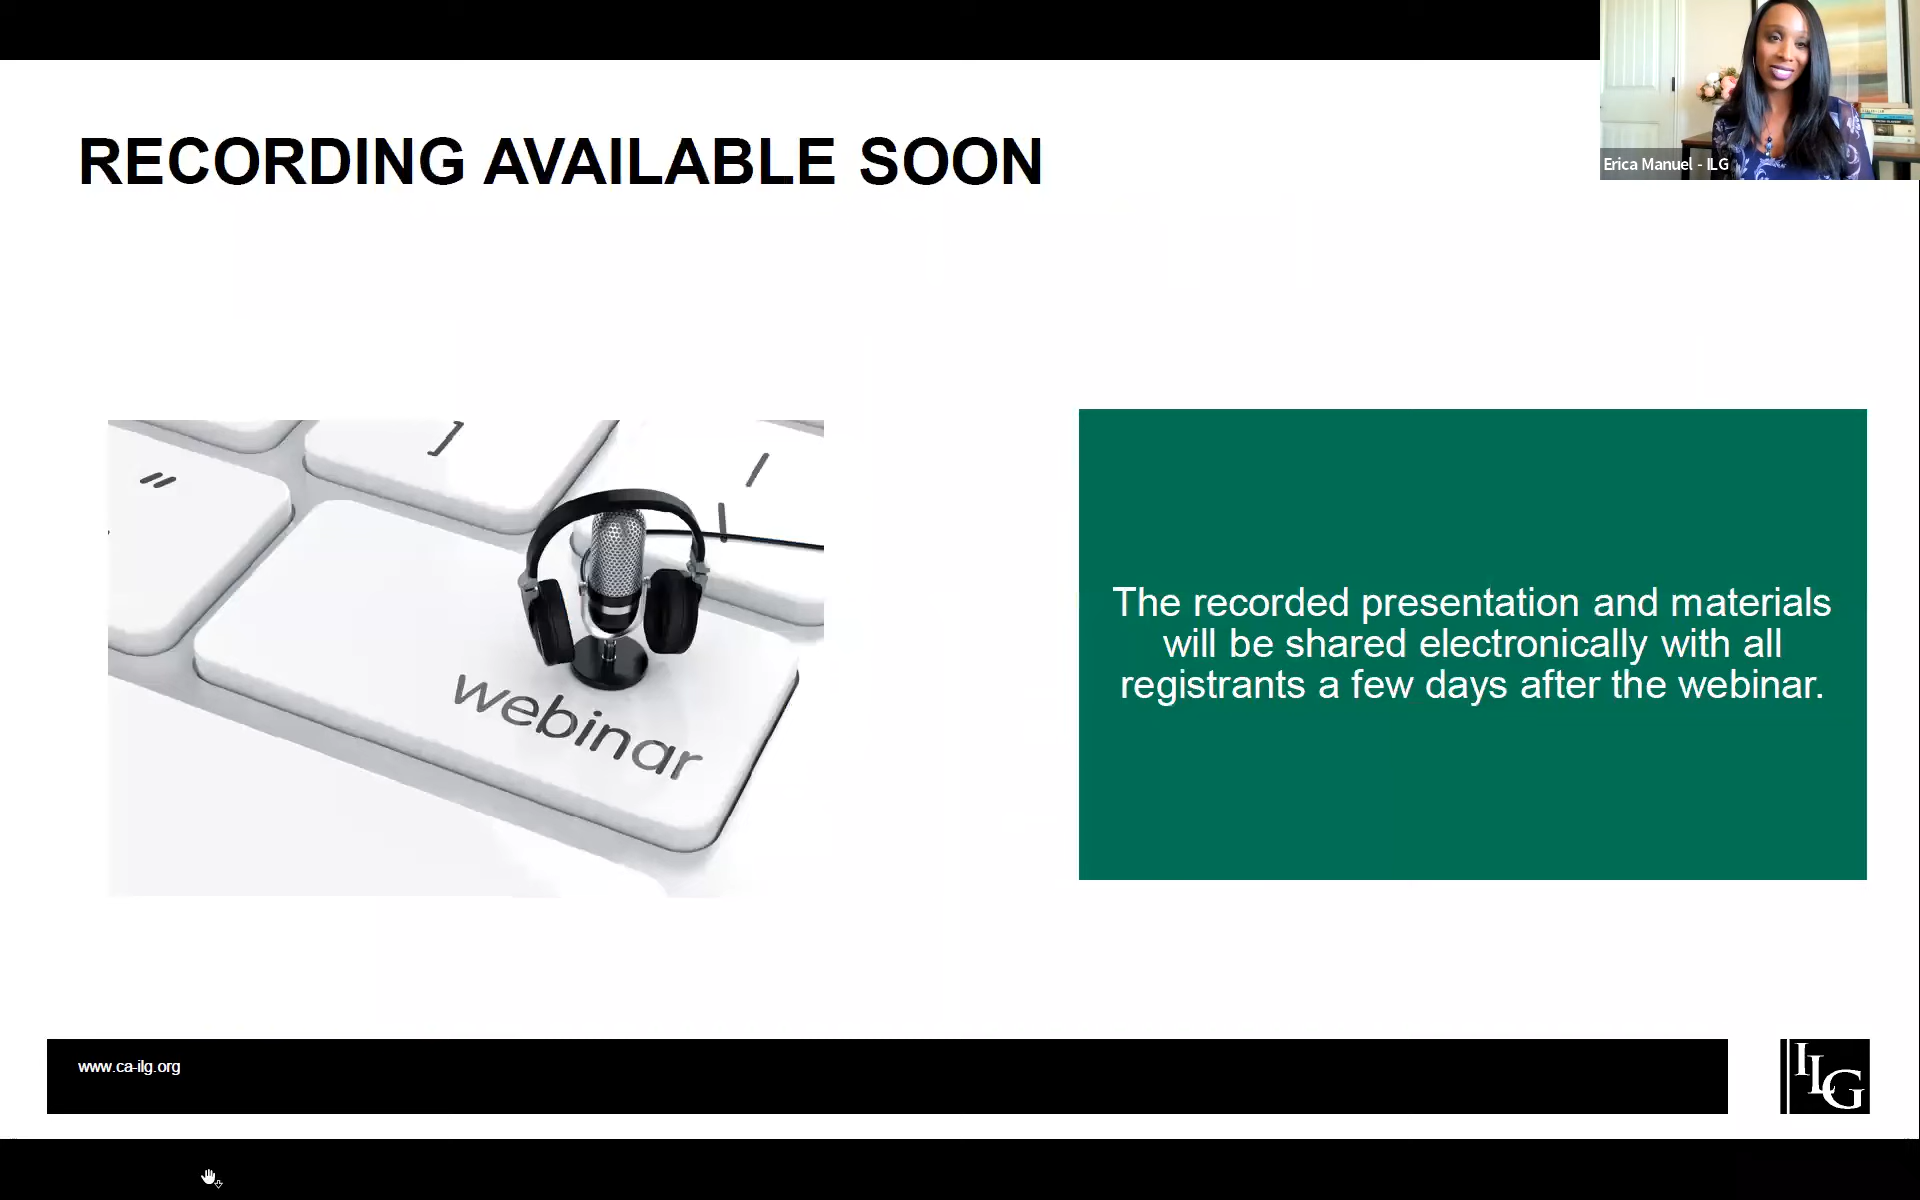 Erica Manuel - ILG
RECORDING AVAILABLE SOON
]
"
webinar
The recorded presentation and materials
will be shared electronically with all
registrants a few days after the webinar.
www.ca-ilg.org
ILG